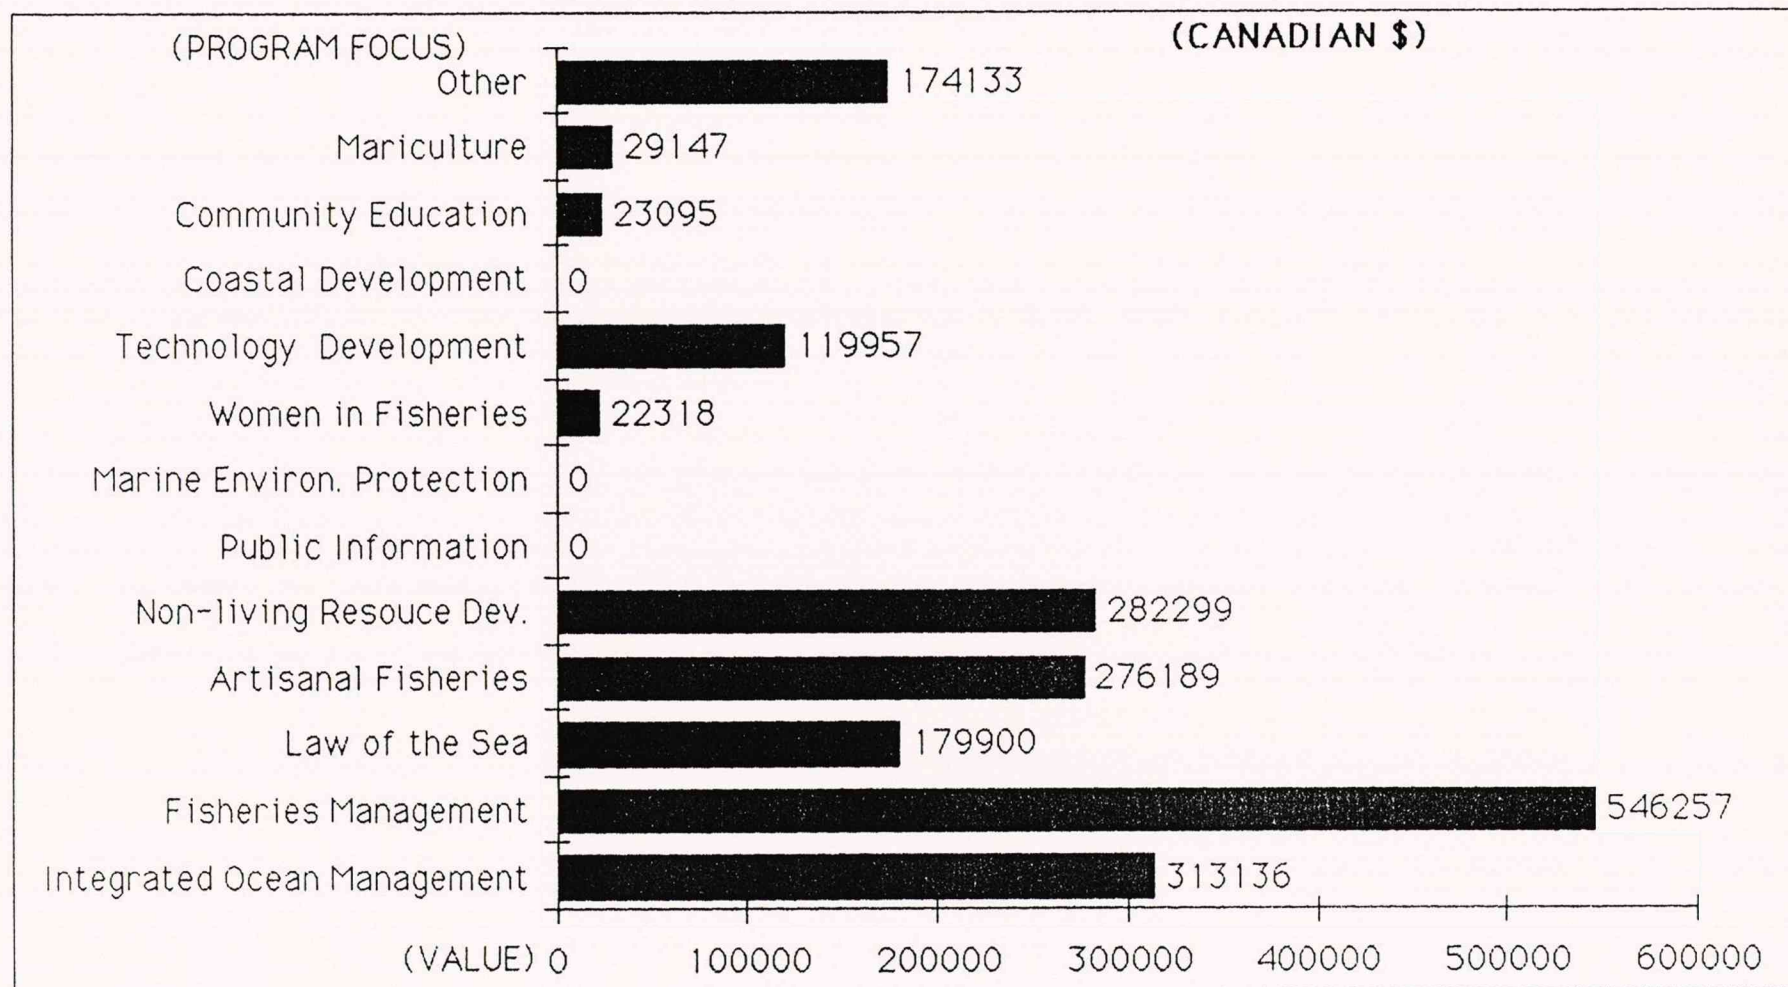 (CANADIAN $)
(PROGRAM FOCUS)
Other 174133
Mariculture 29147
Community Education 23095
Coastal Development 0
Technology Development 119957
Women in Fisheries 22318
Marine Environ. Protection 0
Public Information 0
Non-living Resouce Dev. 282299
Artisanal Fisheries 276189
Law of the Sea 179900
Fisheries Management 546257
Integrated Ocean Management 313136
(VALUE) 0 100000 200000 300000 400000 500000 600000